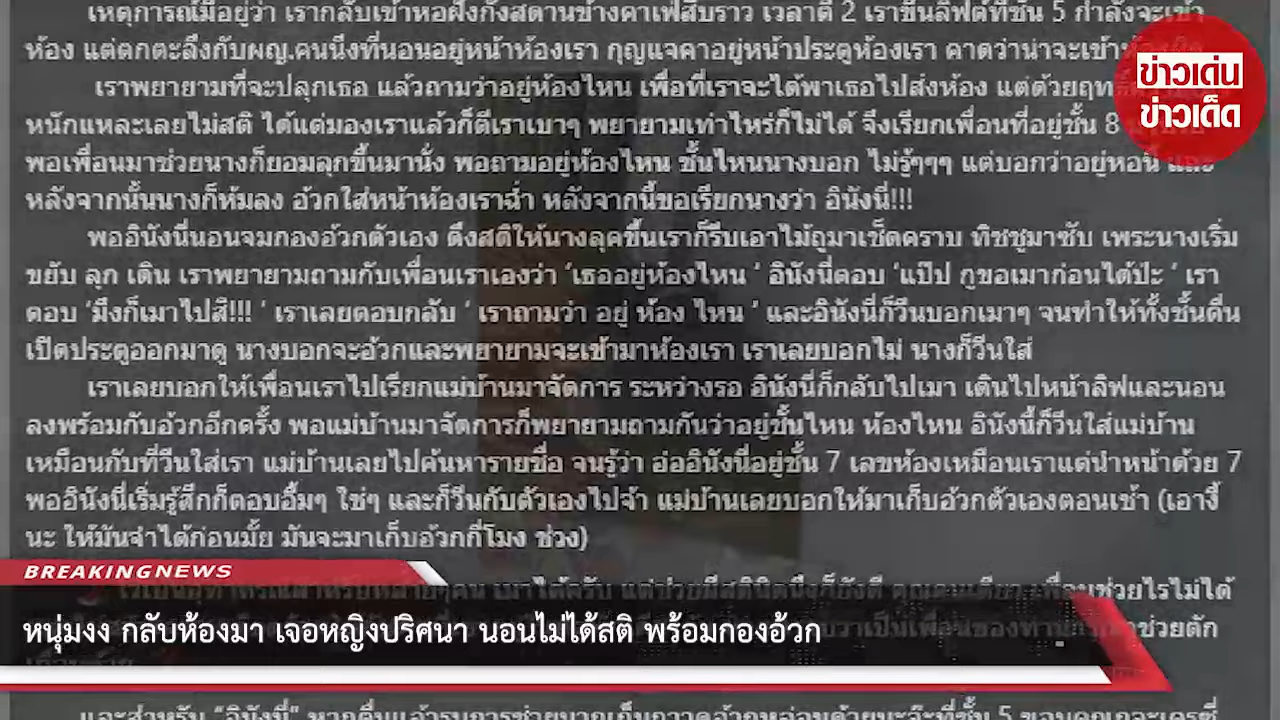 เหตุการณ์มีอยู่ว่า เรากลับเข้าหอฝั่งกังสดานข้างคาเฟ่สิบราว เวลาตี 2 เราขึ้นลิฟต์ที่ชั้น 5 กำลังจะเข้า
ห้อง แต่ตกตะลึงกับผญ.คนนึงที่นอนอยู่หน้าห้องเรา กุญแจคาอยู่หน้าประตูห้องเรา คาดว่าน่าจะเข้าห้องผิด
เราพยายามที่จะปลุกเธอ แล้วถามว่าอยู่ห้องไหน เพื่อที่เราจะได้พาเธอไปส่งห้อง แต่ด้วยฤทธิ์
หนักแหละเลยไม่สติ ได้แต่มองเราแล้วก็ตีเราเบาๆ พยายามเท่าไหร่ก็ไม่ได้ จึงเรียกเพื่อนที่อยู่ชั้น 8
พอเพื่อนมาช่วยนางก็ยอมลุกขึ้นมานั่ง พอถามอยู่ห้องไหน ชั้นไหนนางบอก ไม่รู้ๆๆๆ แต่บอกว่าอยู่หอนี้ และ
หลังจากนั้นนางก็ห้มลง อ้วกใส่หน้าห้องเราฉ่ำ หลังจากนี้ขอเรียกนางว่า อินังนี่!!!
พออินังนี่นอนจมกองอ้วกตัวเอง ดึงสติให้นางลุคขึ้นเราก็รีบเอาไม้ถูมาเช็ดคราบ ทิชชูมาซับ เพระนางเริ่ม
ขยับ ลุก เดิน เราพยายามถามกับเพื่อนเราเองว่า ‘เธออยู่ห้องไหน ‘ อินังนี่ตอบ ‘แป๊ป กูขอเมาก่อนได้ป่ะ ‘ เรา
ตอบ ‘มึงก็เมาไปสิ!!! ‘ เราเลยตอบกลับ ‘ เราถามว่า อยู่ ห้อง ไหน ‘ และอินังนี่ก็วีนบอกเมาๆ จนทำให้ทั้งชั้นตื่น
เปิดประตูออกมาดู นางบอกจะอ้วกและพยายามจะเข้ามาห้องเรา เราเลยบอกไม่ นางก็วีนใส่
เราเลยบอกให้เพื่อนเราไปเรียกแม่บ้านมาจัดการ ระหว่างรอ อินังนี่ก็กลับไปเมา เดินไปหน้าลิฟและนอน
ลงพร้อมกับอ้วกอีกครั้ง พอแม่บ้านมาจัดการก็พยายามถามกันว่าอยู่ชั้นไหน ห้องไหน อินังนี้ก็วีนใส่แม่บ้าน
เหมือนกับที่วีนใส่เรา แม่บ้านเลยไปค้นหารายชื่อ จนรู้ว่า อ่ออินังนี่อยู่ชั้น 7 เลขห้องเหมือนเราแต่นำหน้าด้วย 7
พออินังนี่เริ่มรู้สึกก็ตอบอื้มๆ ใช่ๆ และก็วีนกับตัวเองไปจ้า แม่บ้านเลยบอกให้มาเก็บอ้วกตัวเองตอนเช้า (เอางี้
นะ ให้มันจำได้ก่อนมั้ย มันจะมาเก็บอ้วกกี่โมง ช่วง)
ข่าวเด่น
ข่าวเด็ด
BREAKING NEWS
หนุ่มงง กลับห้องมา เจอหญิงปริศนา นอนไม่ได้สติ พร้อมกองอ้วก